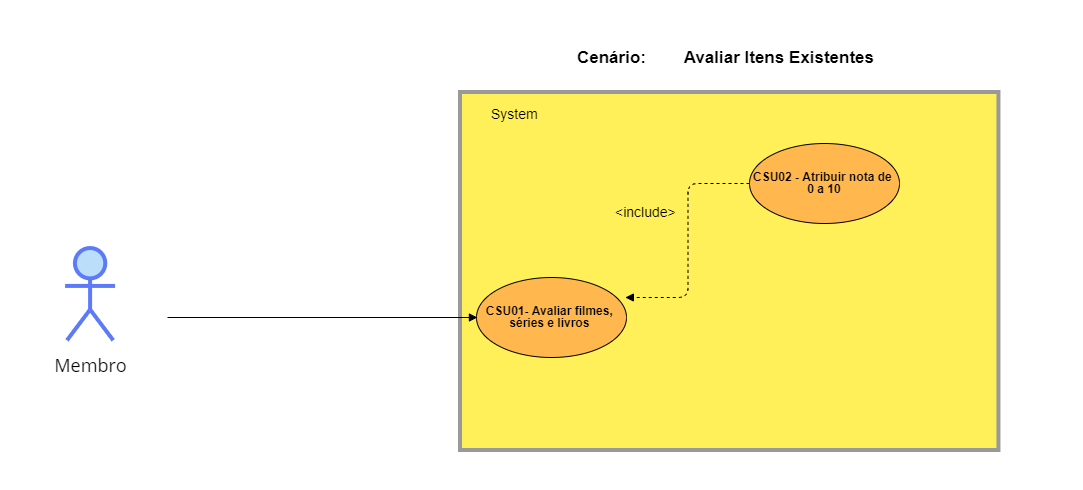 Cenário: Avaliar Itens Existentes
System
CSU02 - Atribuir nota de
0 a 10
<include>
CSU01- Avaliar filmes,
séries e livros
Membro